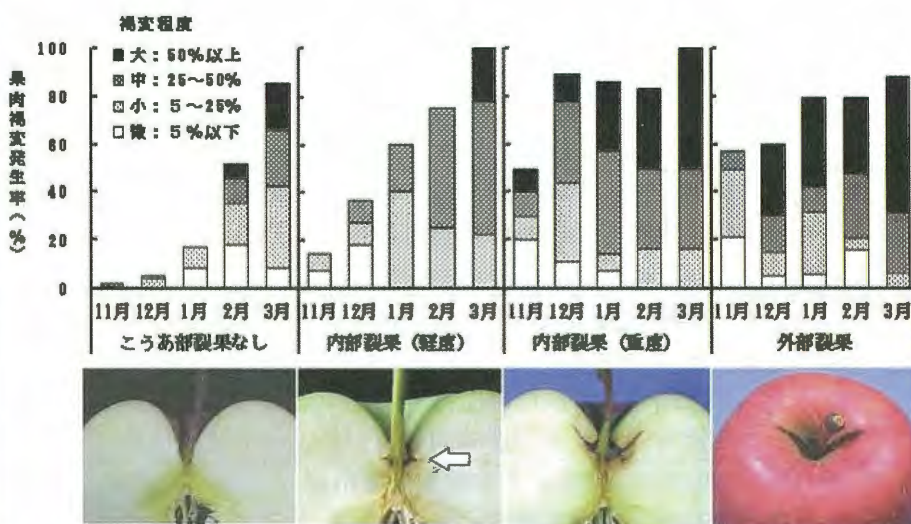 褐変程度
■大：50%以上
中：25～50%
小：5～25%
□微：5%以下
果肉褐変発生率(%)
100
80
60
40
20
0
11月 12月 1月 2月 3月 11月 12月 1月 2月 3月 11月 12月 1月 2月 3月 11月 12月 1月 2月 3月
こうあ部裂果なし 内部裂果（軽度） 内部裂果（重度） 外部裂果